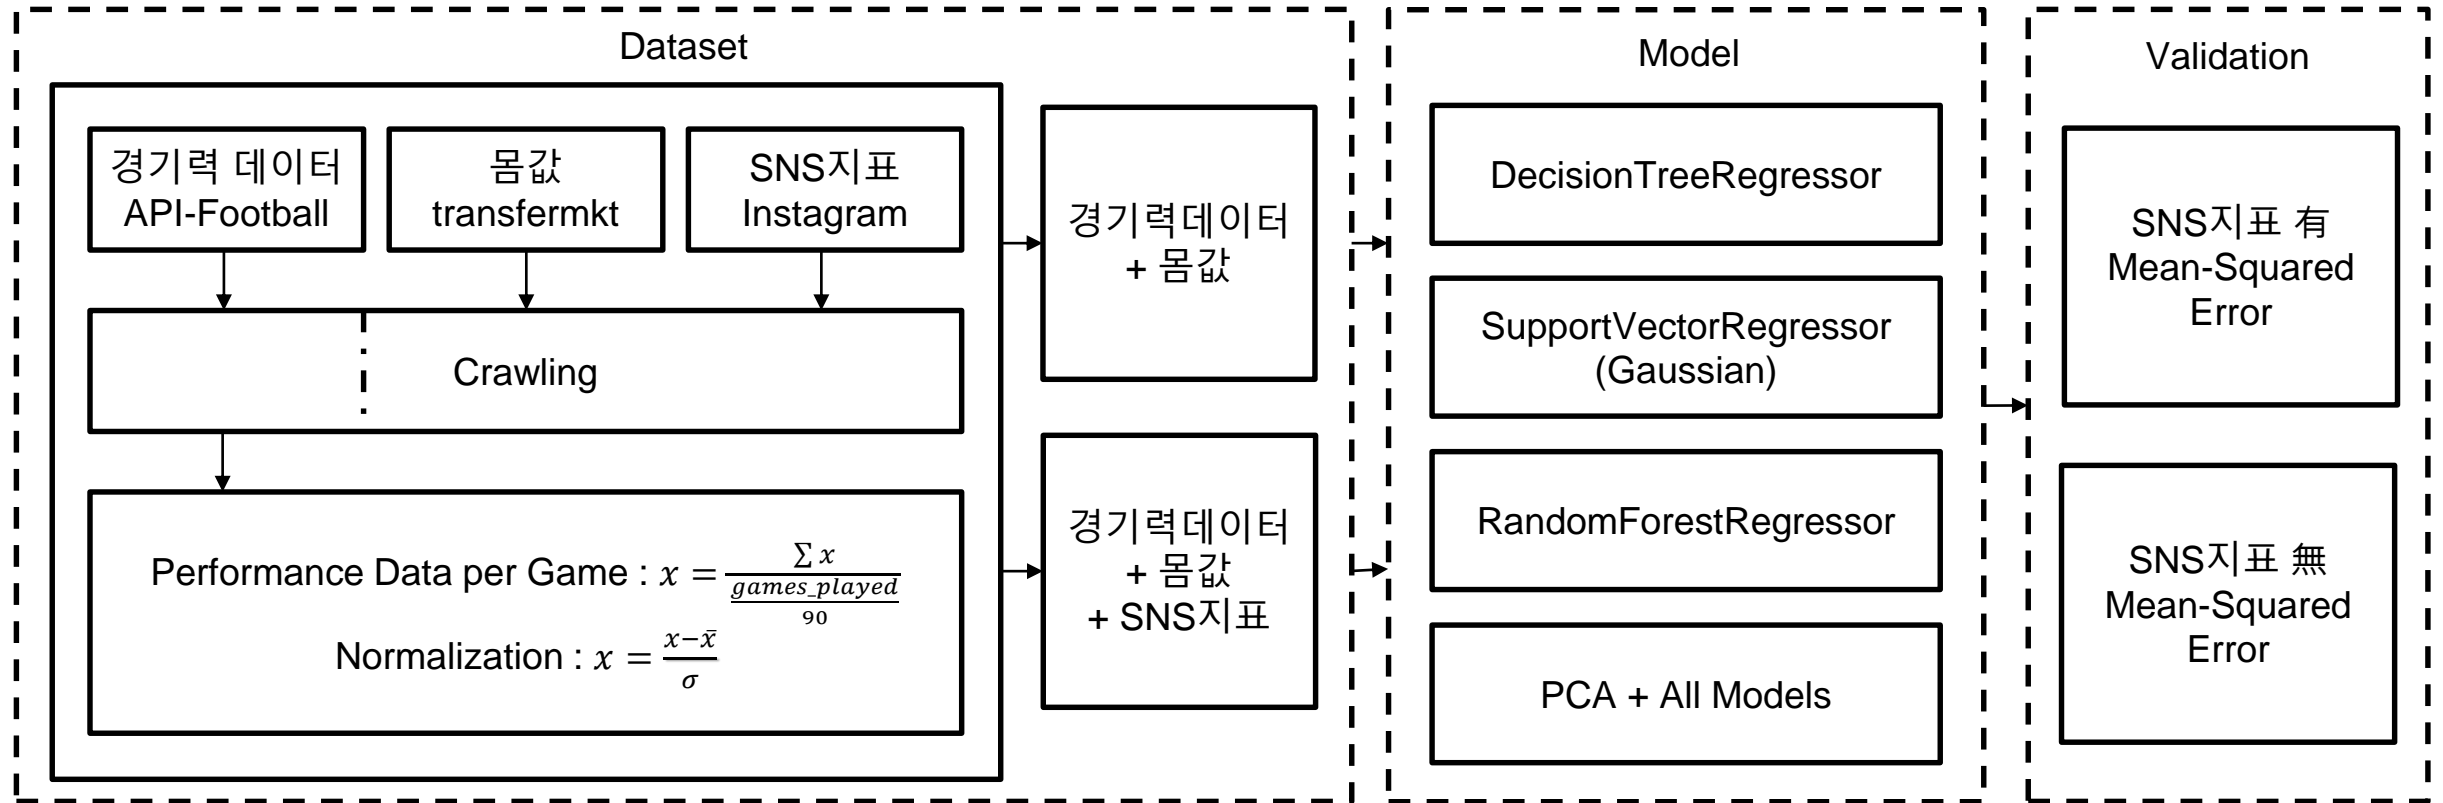 Dataset
경기력 데이터
API-Football
몸값
transfermkt
SNS지표
Instagram
Crawling
Performance Data per Game : x = ∑ x / (games_played / 90)
Normalization : x = (x−x̄) / σ
경기력데이터
+ 몸값
경기력데이터
+ 몸값
+ SNS지표
Model
DecisionTreeRegressor
SupportVectorRegressor
(Gaussian)
RandomForestRegressor
PCA + All Models
Validation
SNS지표 有
Mean-Squared
Error
SNS지표 無
Mean-Squared
Error